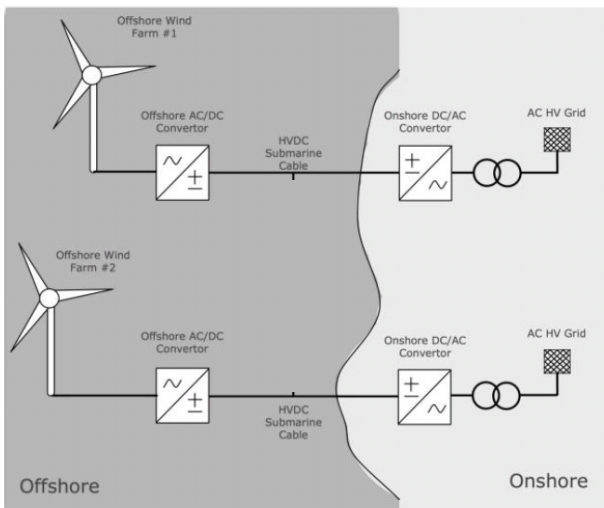 Offshore Wind
Farm #1
Offshore AC/DC
Convertor
HVDC
Submarine
Cable
Onshore DC/AC
Convertor
AC HV Grid
Offshore Wind
Farm #2
Offshore AC/DC
Convertor
HVDC
Submarine
Cable
Onshore DC/AC
Convertor
AC HV Grid
Offshore
Onshore